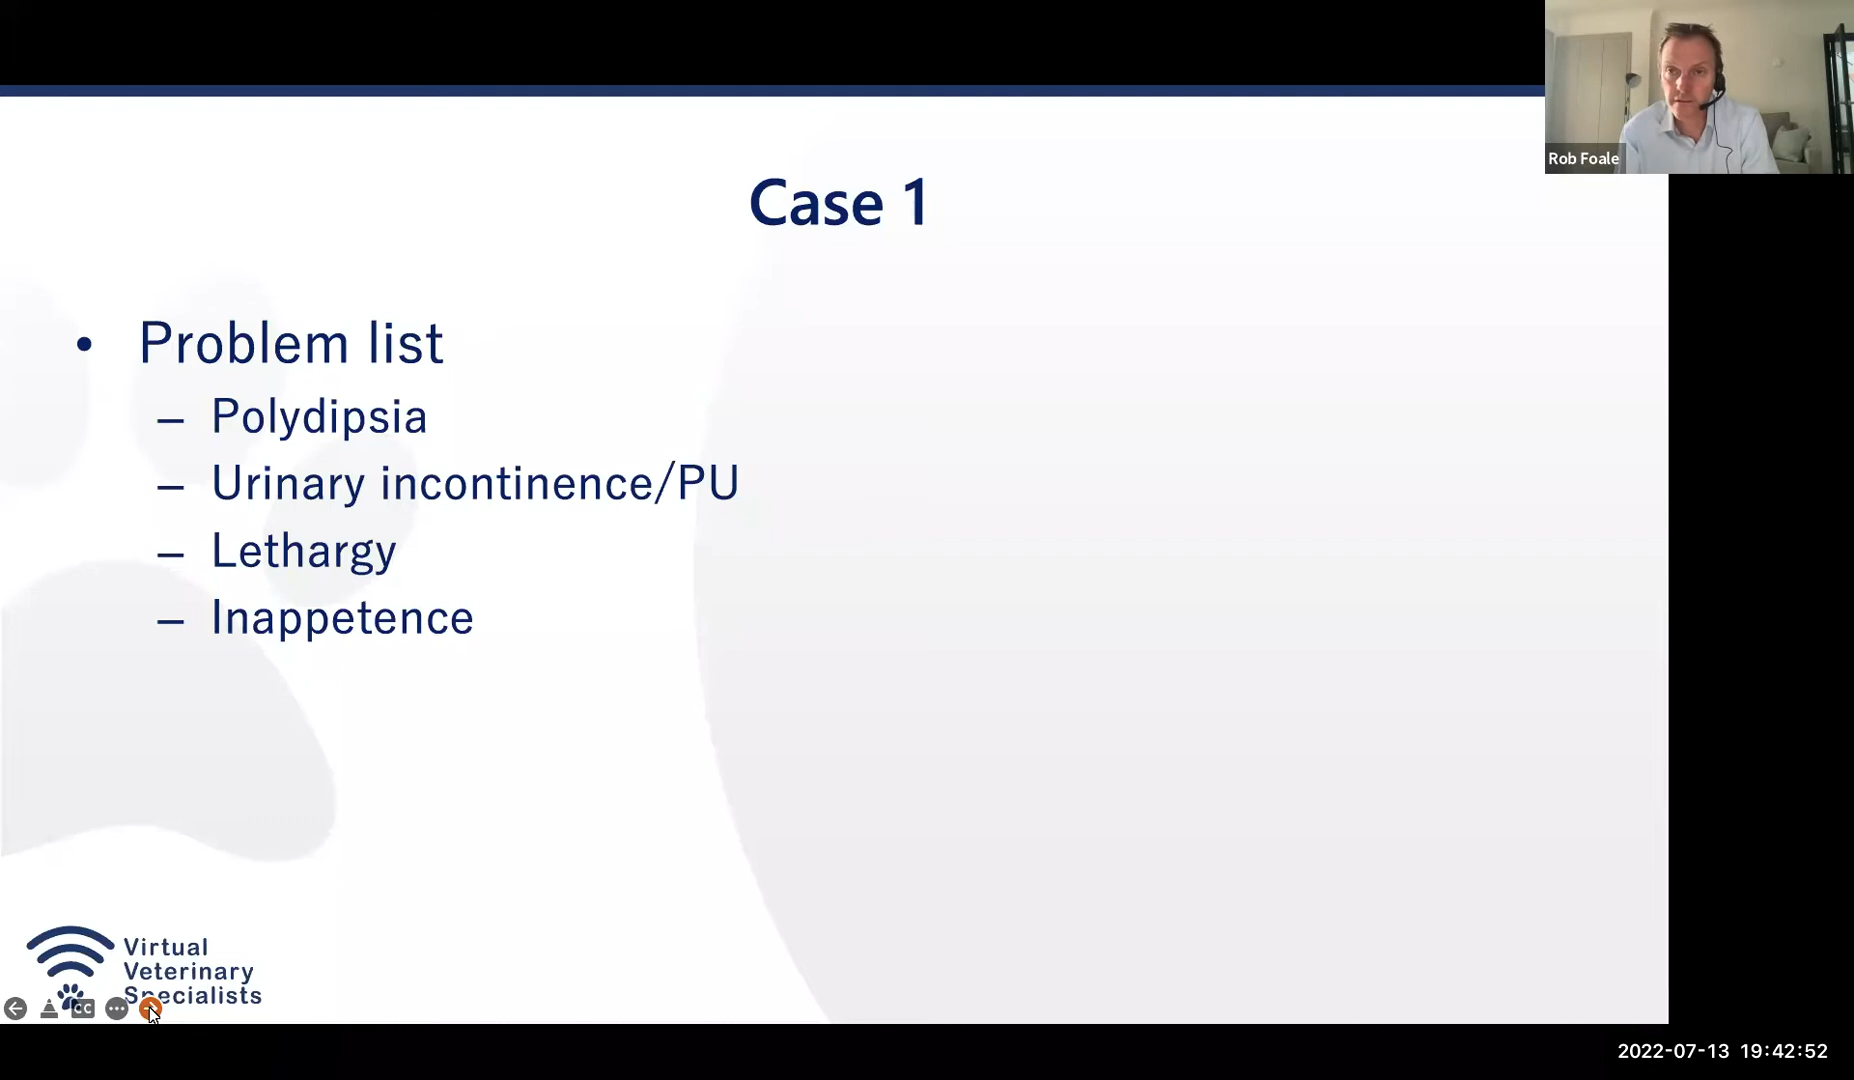 Rob Foale
Case 1
• Problem list
– Polydipsia
– Urinary incontinence/PU
– Lethargy
– Inappetence
Virtual
Veterinary
Specialists
CC
2022-07-13 19:42:52